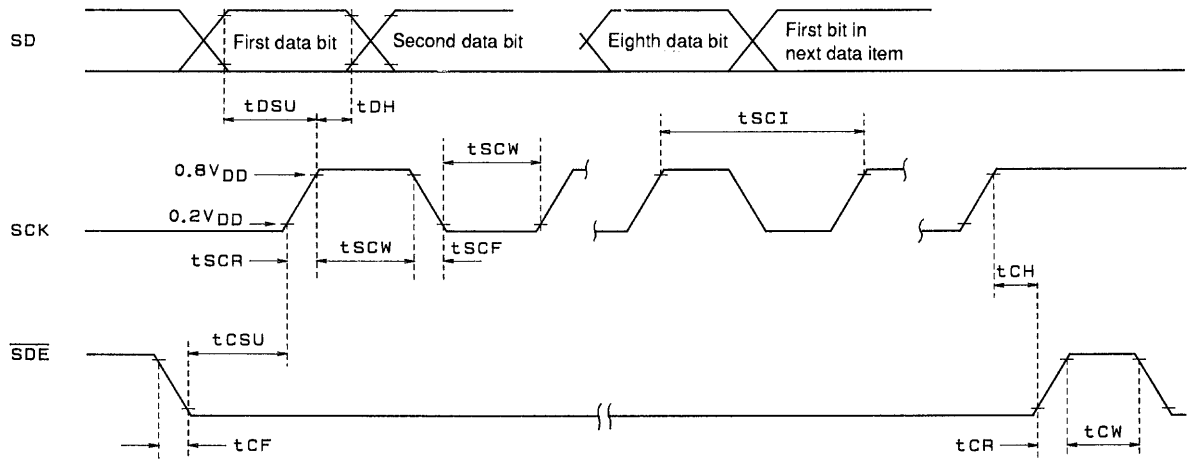 SD
First data bit
Second data bit
Eighth data bit
First bit in
next data item
tDSU
tDH
tSCI
tSCW
0.8VDD
0.2VDD
SCK
tSCW
tSCF
tSCR
tCH
tCSU
SDE
tCF
tCR
tCW